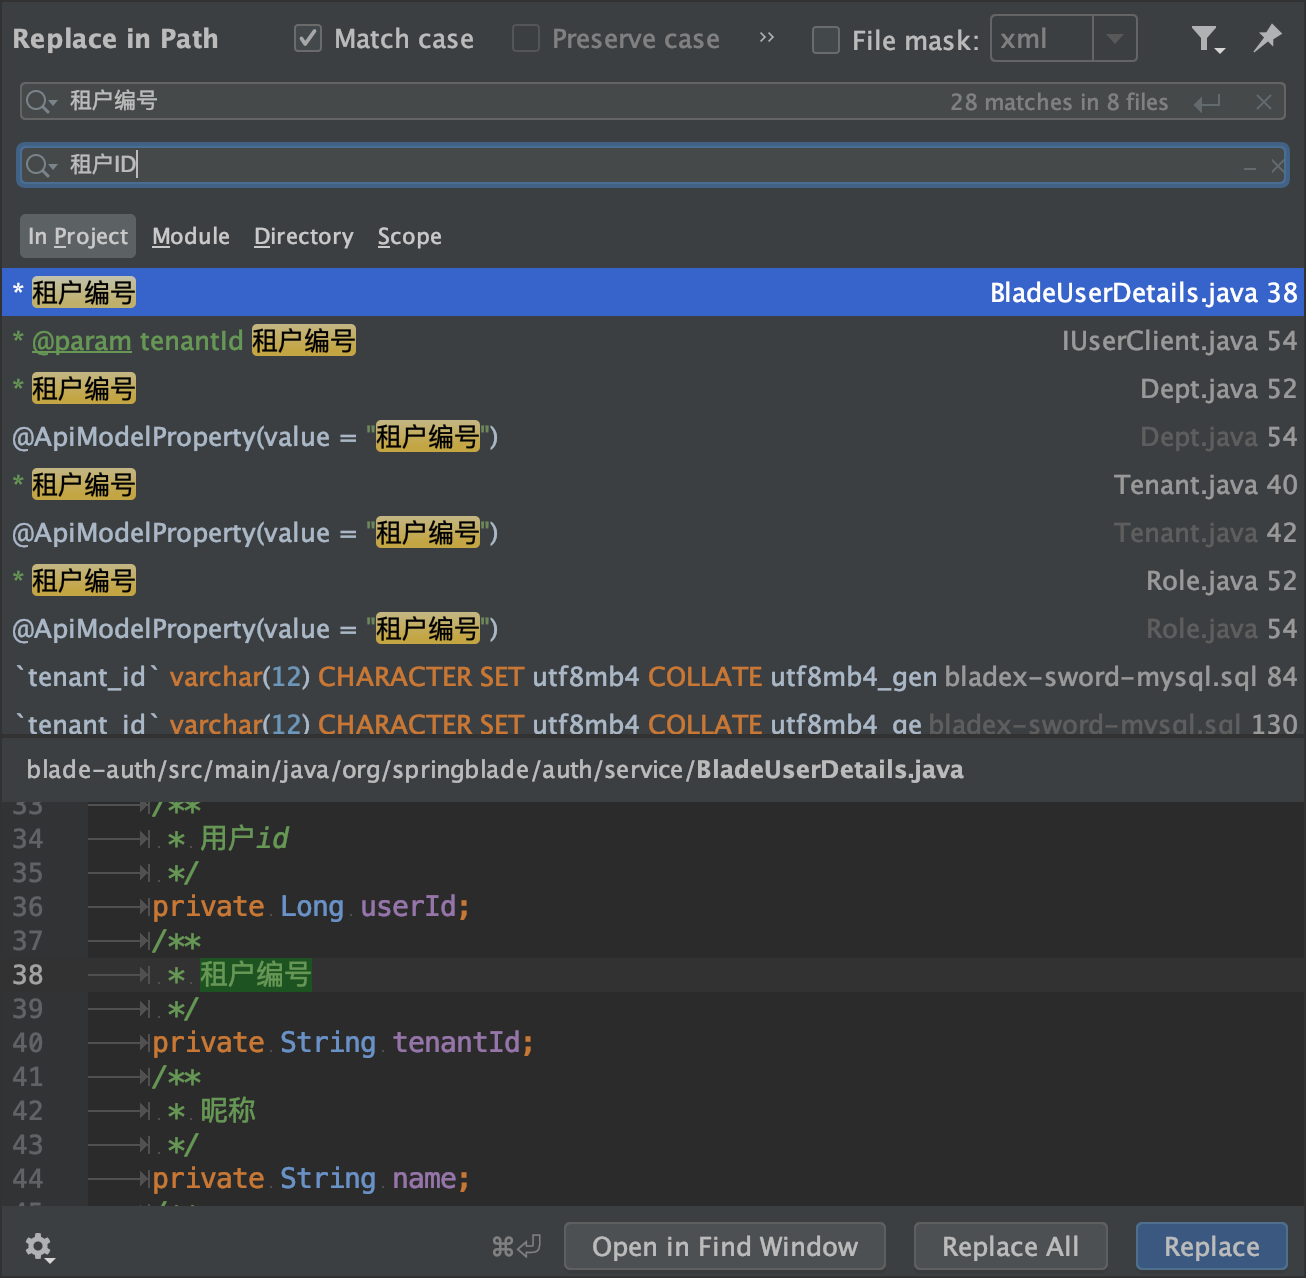 Replace in Path Match case Preserve case >> File mask: xml
租户编号 28 matches in 8 files
租户ID
In Project Module Directory Scope
* 租户编号 BladeUserDetails.java 38
* @param tenantId 租户编号 IUserClient.java 54
* 租户编号 Dept.java 52
@ApiModelProperty(value = "租户编号") Dept.java 54
* 租户编号 Tenant.java 40
@ApiModelProperty(value = "租户编号") Tenant.java 42
* 租户编号 Role.java 52
@ApiModelProperty(value = "租户编号") Role.java 54
`tenant_id` varchar(12) CHARACTER SET utf8mb4 COLLATE utf8mb4_gen bladex-sword-mysql.sql 84
`tenant_id` varchar(12) CHARACTER SET utf8mb4 COLLATE utf8mb4_ge bladex-sword-mysql.sql 130
blade-auth/src/main/java/org/springblade/auth/service/BladeUserDetails.java
33 /**
34 * 用户id
35 */
36 private Long userId;
37 /**
38 * 租户编号
39 */
40 private String tenantId;
41 /**
42 * 昵称
43 */
44 private String name;
⌘⏎ Open in Find Window Replace All Replace